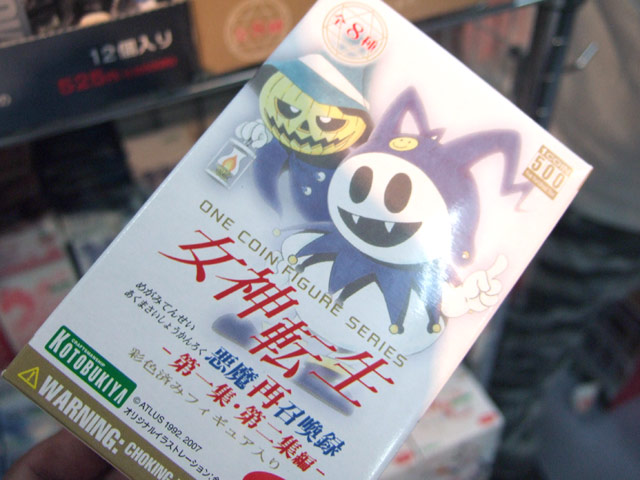 12個入り
525円
全8種
500
ONE COIN FIGURE SERIES
女神転生
めがみてんせい
あくまさいしょうかんろく
悪魔再召喚録
-第一集・第二集編-
彩色済みフィギュア入り
KOTOBUKIYA
©ATLUS 1992, 2007
オリジナルイラストレーション:
WARNING: CHOKING